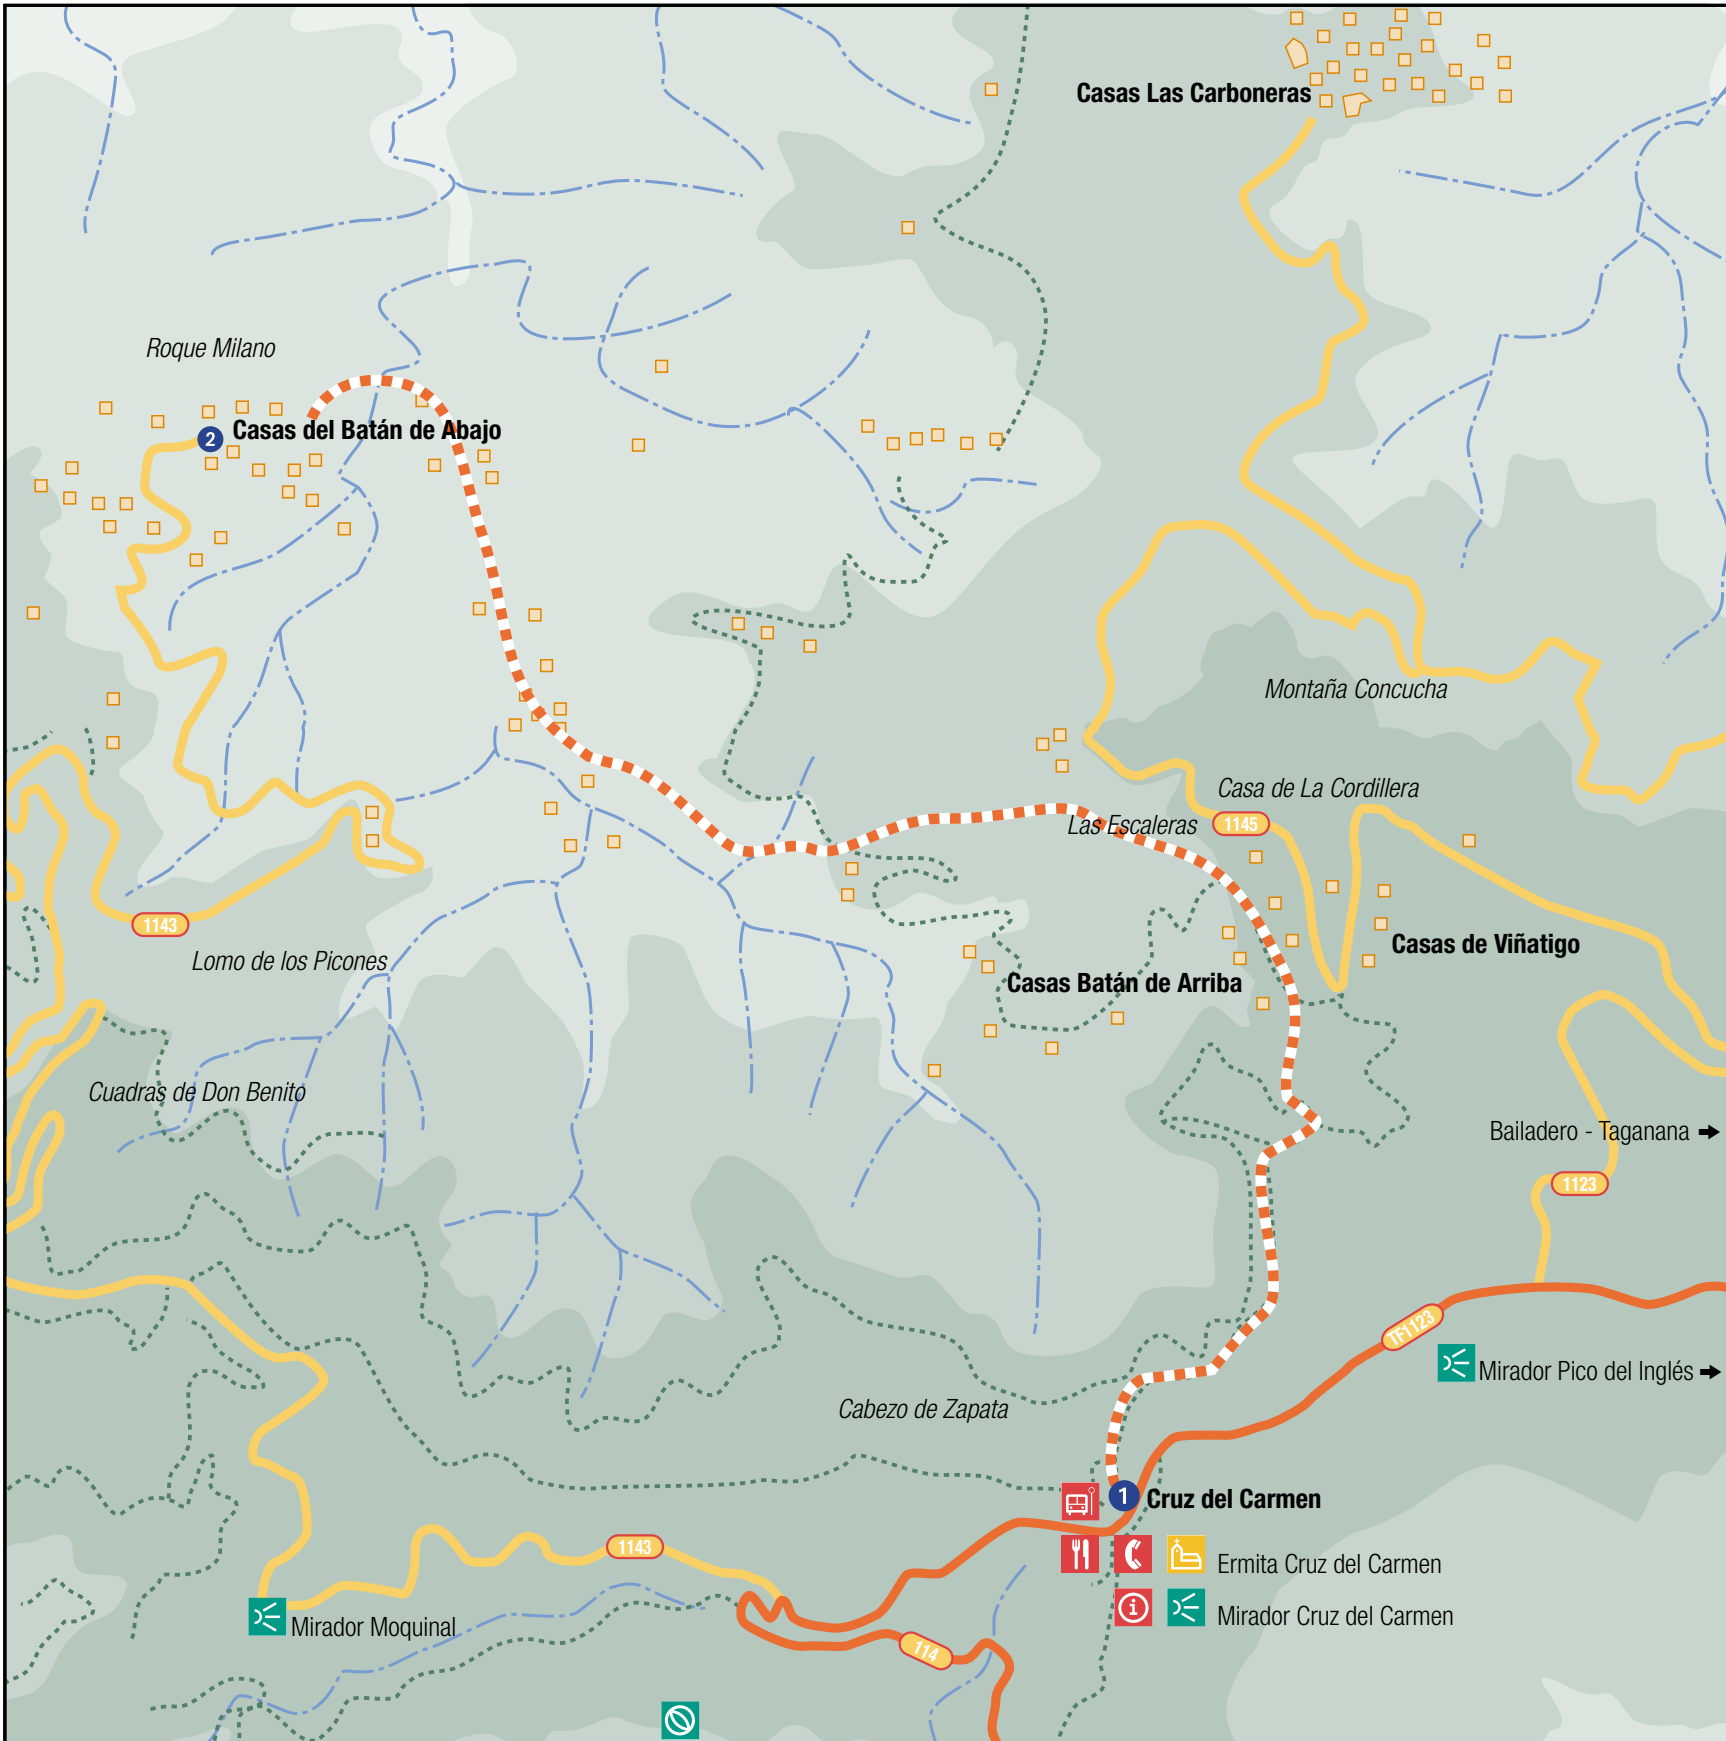 Casas Las Carboneras
Roque Milano
2
Casas del Batán de Abajo
Montaña Concucha
Casa de La Cordillera
Las Escaleras
1145
1143
Casas de Viñatigo
Lomo de los Picones
Casas Batán de Arriba
Cuadras de Don Benito
Bailadero - Taganana
1123
TF1123
Mirador Pico del Inglés
Cabezo de Zapata
1
Cruz del Carmen
1143
Ermita Cruz del Carmen
Mirador Cruz del Carmen
Mirador Moquinal
114